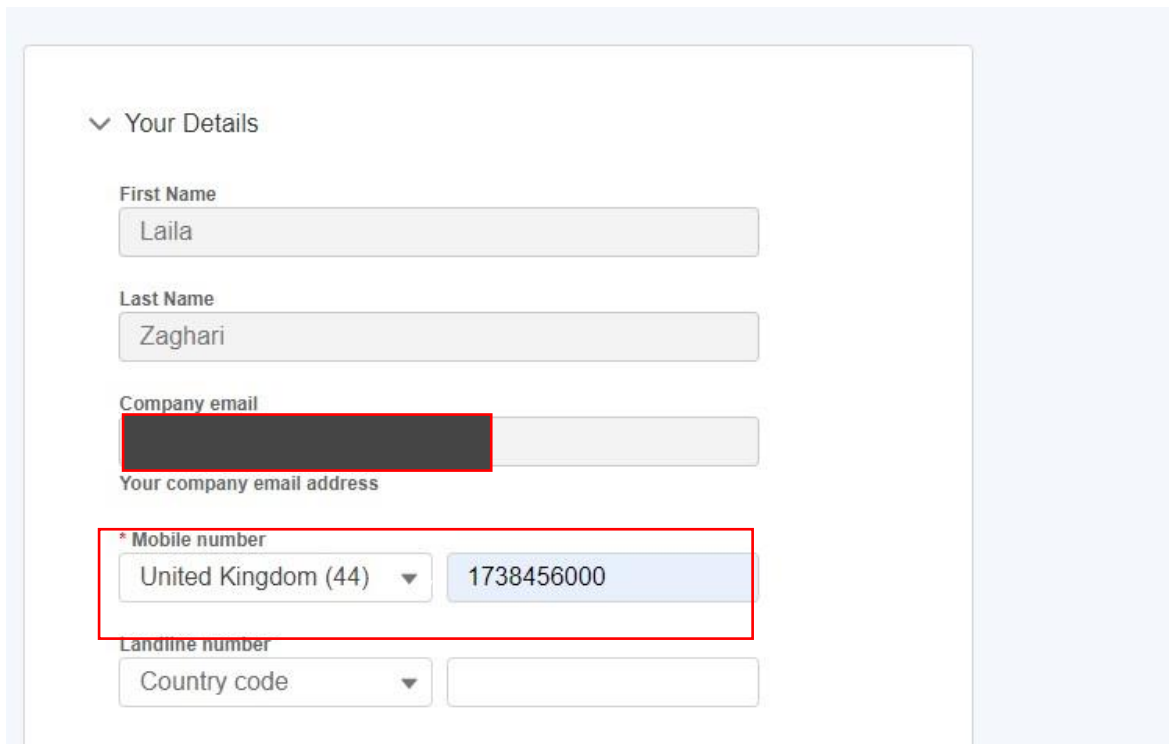 Your Details
First Name
Laila
Last Name
Zaghari
Company email
Your company email address
* Mobile number
United Kingdom (44) 1738456000
Landline number
Country code